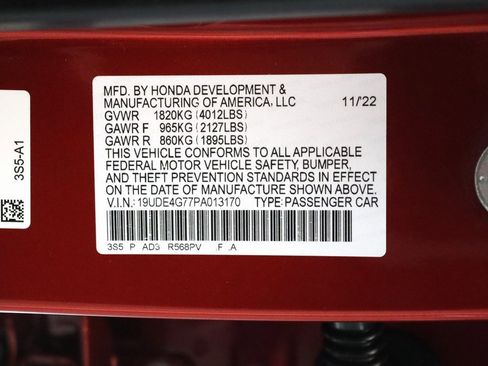 MFD. BY HONDA DEVELOPMENT &
MANUFACTURING OF AMERICA, LLC 11/'22
GVWR 1820KG (4012LBS)
GAWR F 965KG (2127LBS)
GAWR R 860KG (1895LBS)
THIS VEHICLE CONFORMS TO ALL APPLICABLE
FEDERAL MOTOR VEHICLE SAFETY, BUMPER,
AND THEFT PREVENTION STANDARDS IN EFFECT
ON THE DATE OF MANUFACTURE SHOWN ABOVE.
V.I.N: 19UDE4G77PA013170 TYPE:PASSENGER CAR
3S5 P AD3 R568PV .F .A
3S5-A1